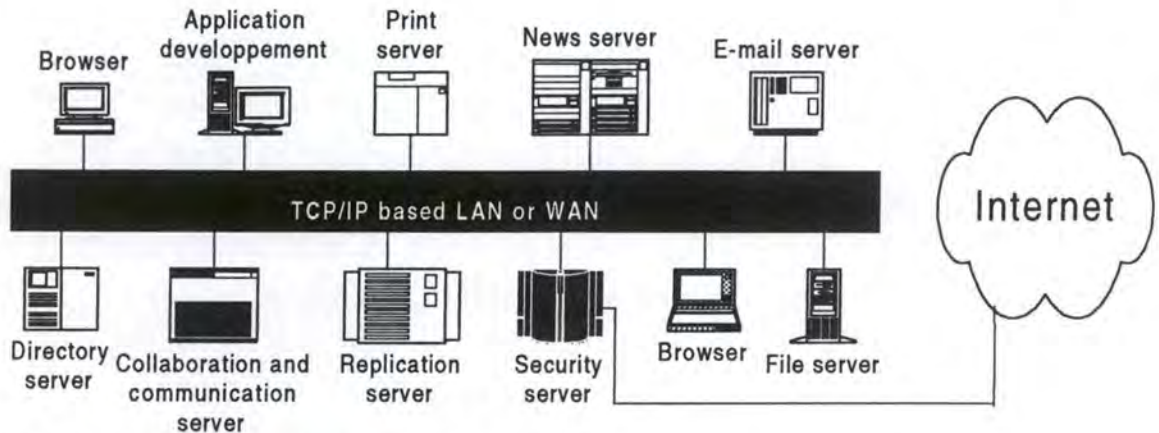 Browser
Application
developpement
Print
server
News server
E-mail server
TCP/IP based LAN or WAN
Internet
Directory
server
Collaboration and
communication
server
Replication
server
Security
server
Browser
File server